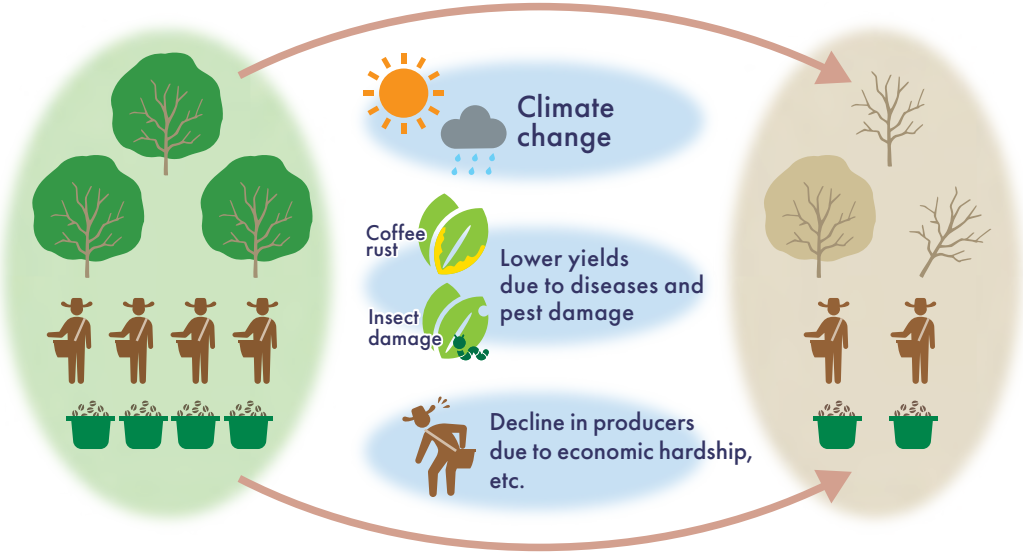 Climate
change
Coffee
rust
Lower yields
due to diseases and
pest damage
Insect
damage
Decline in producers
due to economic hardship,
etc.